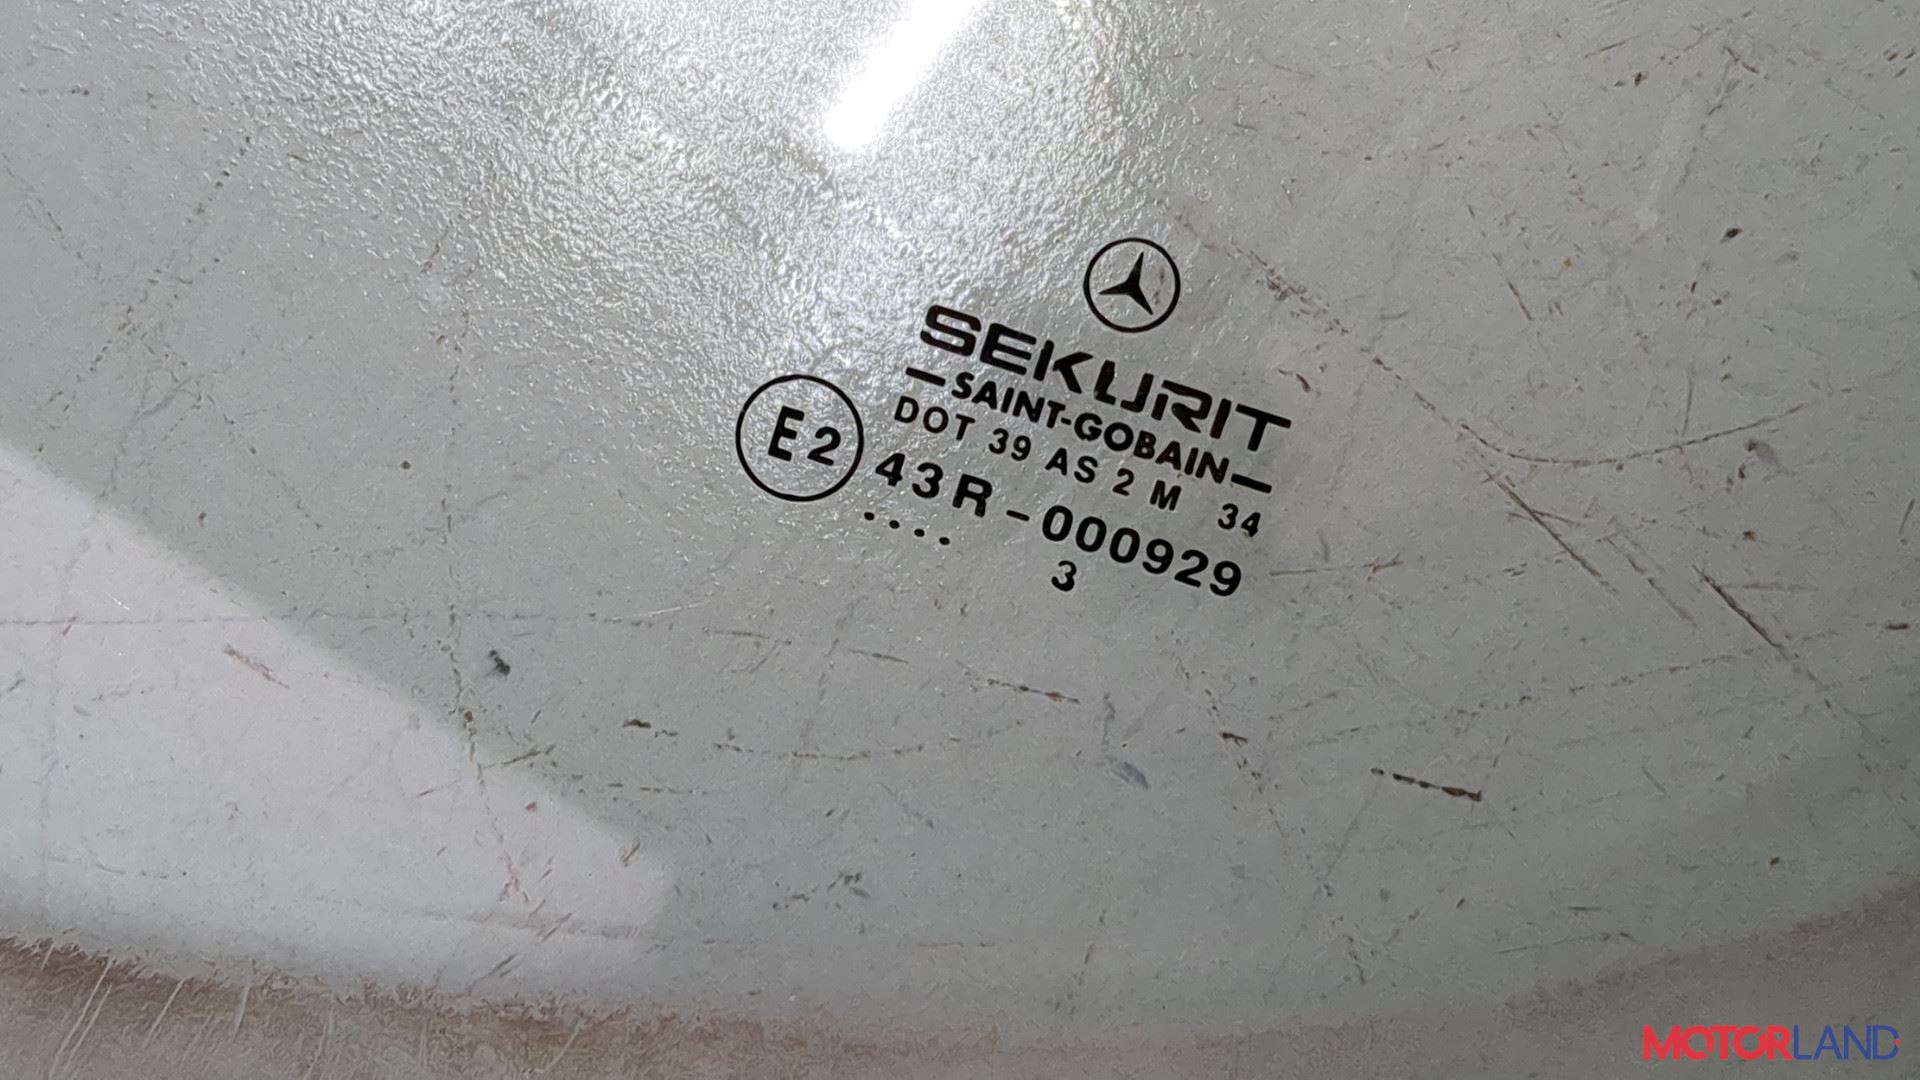 SEKURIT
SAINT-GOBAIN
DOT 39 AS 2 M 34
E2 43R-000929
.... 3
MOTORLAND